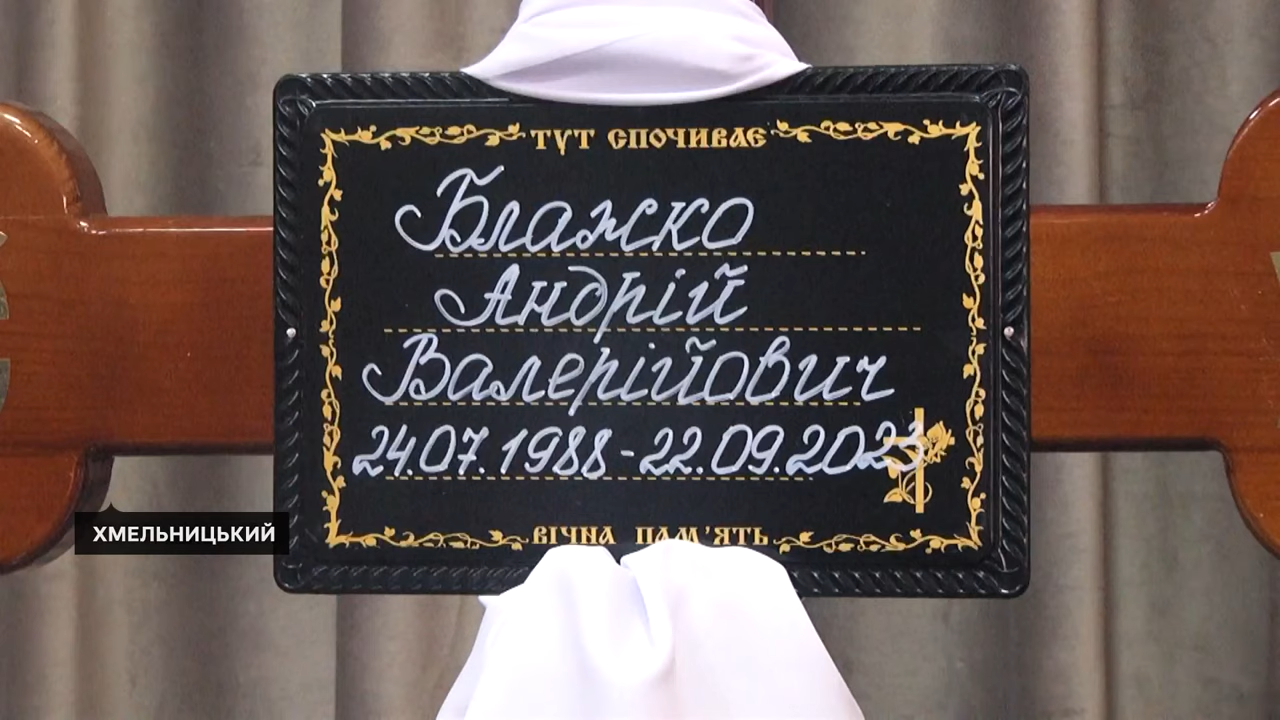 ТУТ СПОЧИВАЄ
Блажко
Андрій
Валерійович
24.07.1988-22.09.2023
ВІЧНА ПАМ'ЯТЬ
ХМЕЛЬНИЦЬКИЙ